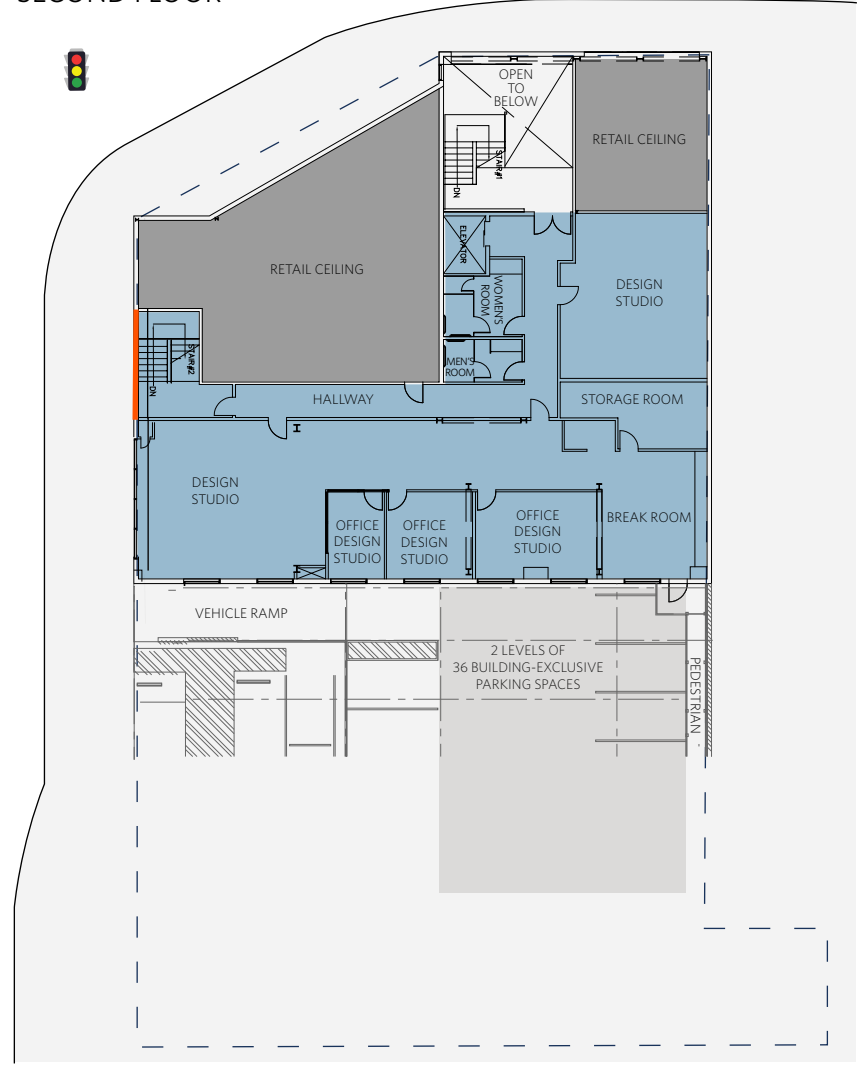 SECOND FLOOR
OPEN
TO
BELOW
RETAIL CEILING
STAIR#1
DN
ELEVATOR
RETAIL CEILING
DESIGN
STUDIO
WOMEN'S
ROOM
MEN'S
ROOM
STAIR#2
DN
HALLWAY
STORAGE ROOM
DESIGN
STUDIO
OFFICE
DESIGN
STUDIO
OFFICE
DESIGN
STUDIO
OFFICE
DESIGN
STUDIO
BREAK ROOM
VEHICLE RAMP
2 LEVELS OF
36 BUILDING-EXCLUSIVE
PARKING SPACES
PEDESTRIAN